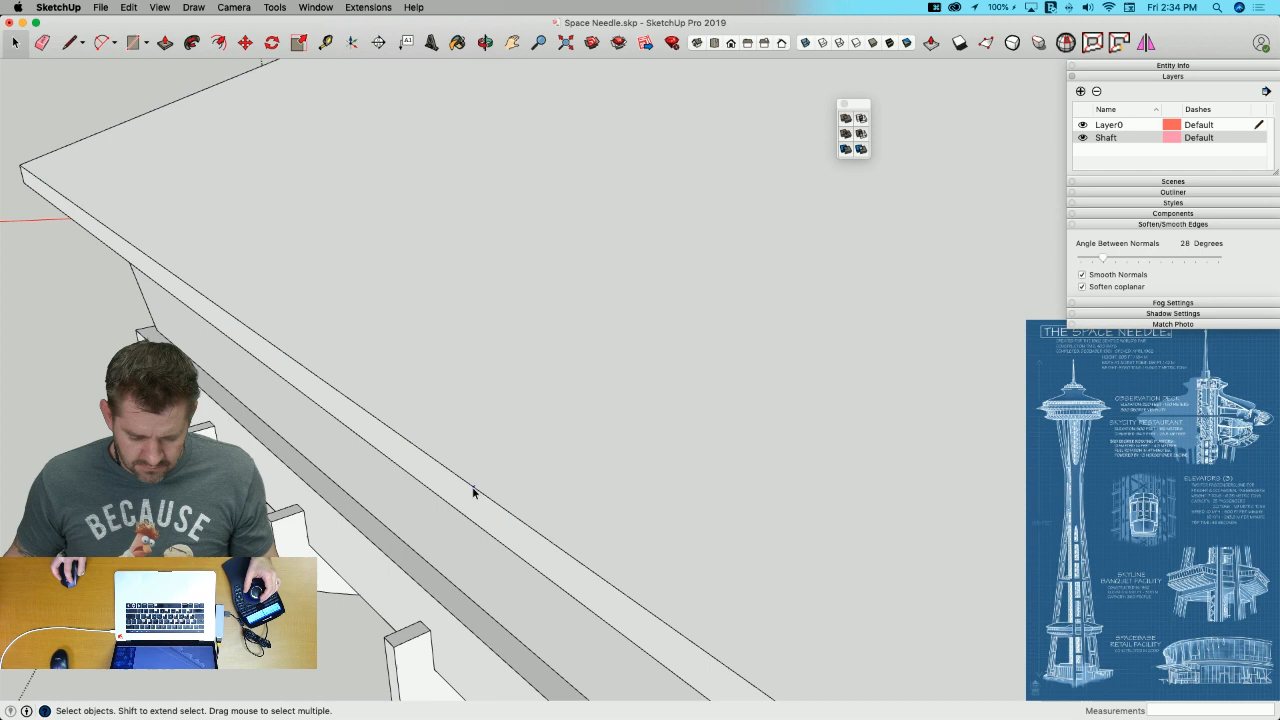 SketchUp File Edit View Draw Camera Tools Window Extensions Help
100% Fri 2:34 PM
Space Needle.skp - SketchUp Pro 2019
Entity Info
Layers
Name Dashes
Layer0 Default
Shaft Default
Scenes
Outliner
Styles
Components
Soften/Smooth Edges
Angle Between Normals 28 Degrees
Smooth Normals
Soften coplanar
Fog Settings
Shadow Settings
Match Photo
THE SPACE NEEDLE
OBSERVATION DECK
SKYCITY RESTAURANT
ELEVATORS (3)
SKYLINE
BANQUET FACILITY
SPACEBASE
RETAIL FACILITY
BECAUSE
Select objects. Shift to extend select. Drag mouse to select multiple.
Measurements